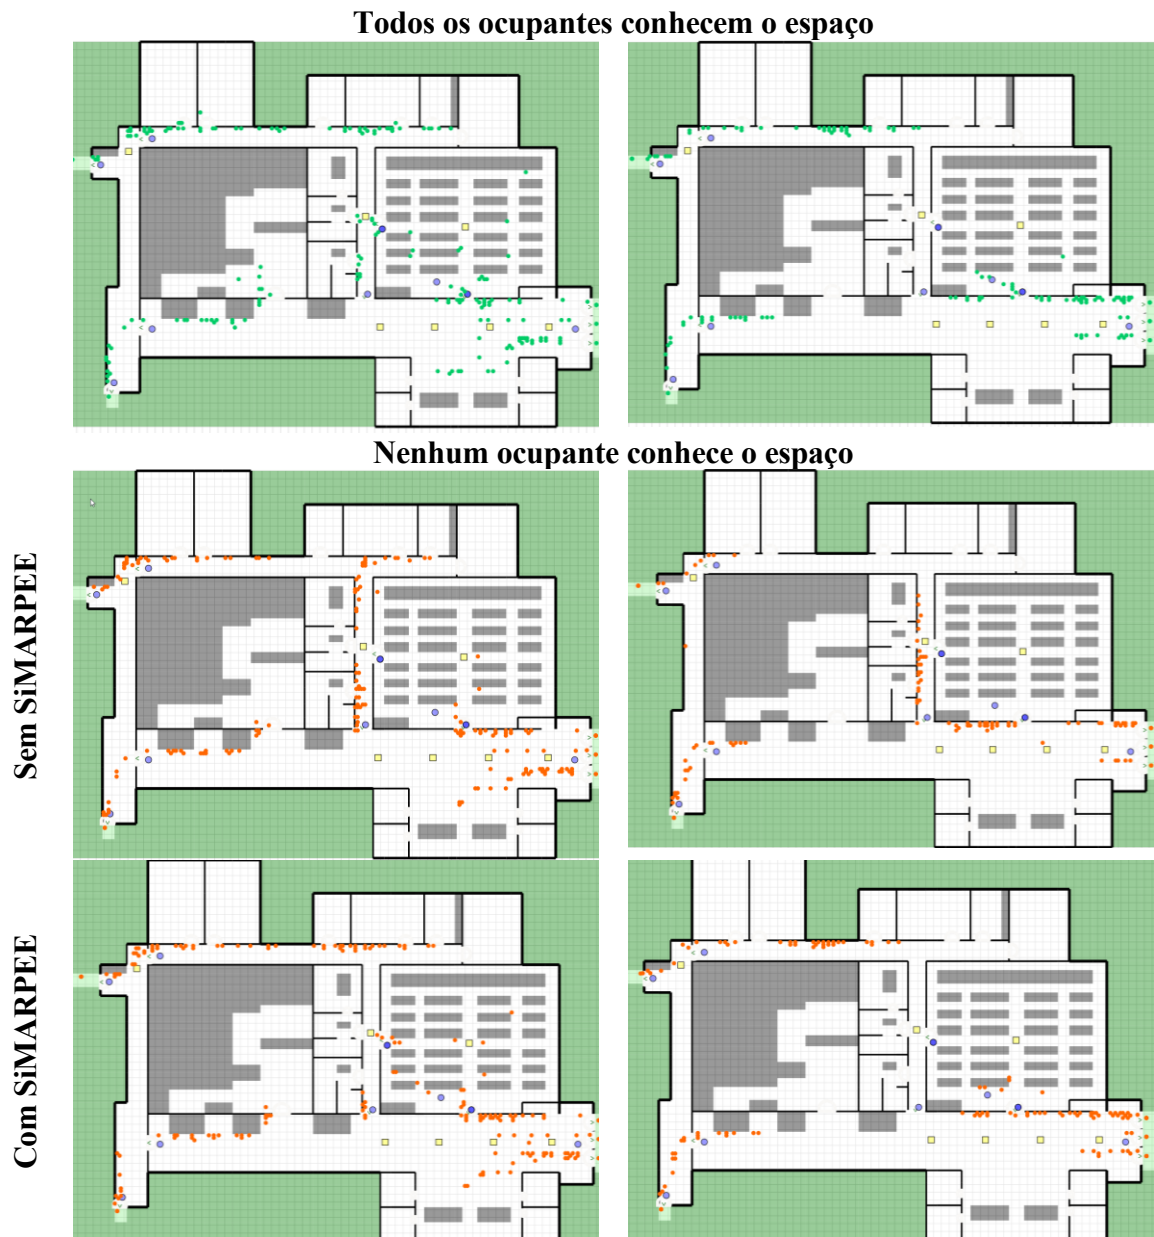 Todos os ocupantes conhecem o espaço
Nenhum ocupante conhece o espaço
Sem SiMARPEE
Com SiMARPEE